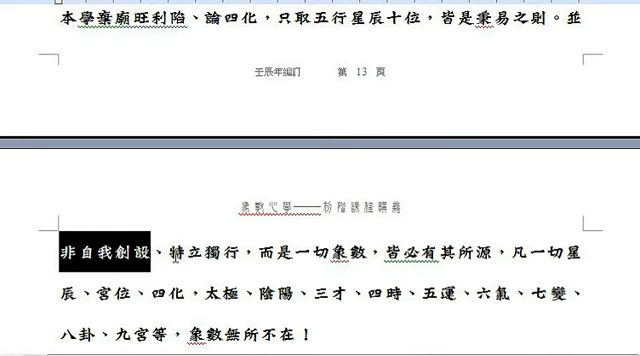 本學棄廟旺利陷、論四化，只取五行星辰十位，皆是秉易之則。並
壬辰年編訂　第 13 頁
象數心學——初階課程講義
非自我創設、特立獨行，而是一切象數，皆必有其所源，凡一切星
辰、宮位、四化，太極、陰陽、三才、四時、五運、六氣、七變、
八卦、九宮等，象數無所不在！